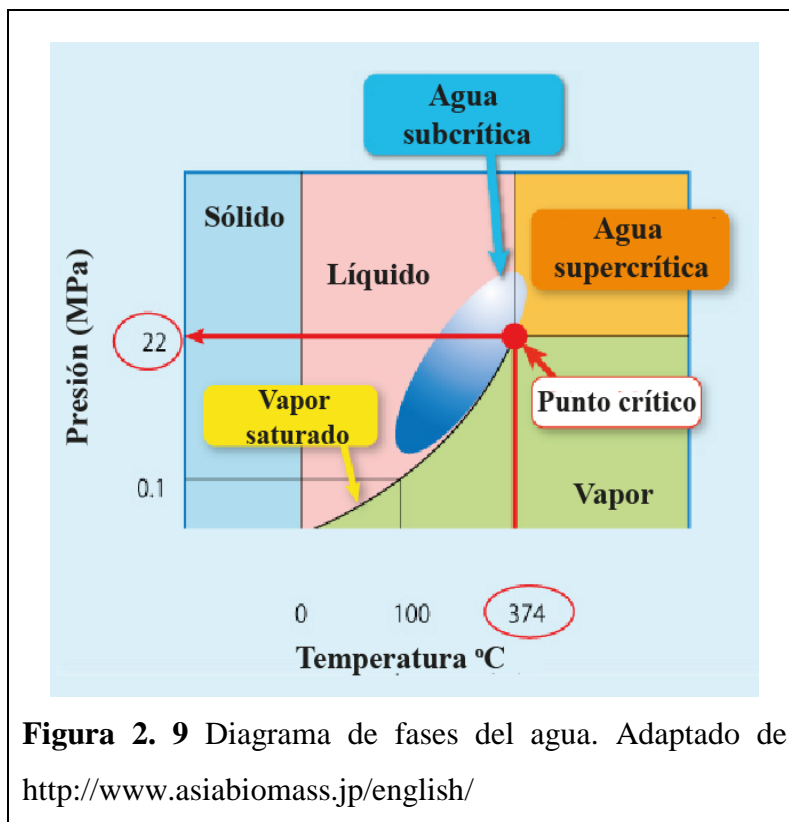 Agua
subcrítica
Sólido
Agua
supercrítica
Líquido
Presión (MPa)
22
Vapor
saturado
Punto crítico
0.1
Vapor
0
100
374
Temperatura ºC
Figura 2. 9 Diagrama de fases del agua. Adaptado de
http://www.asiabiomass.jp/english/